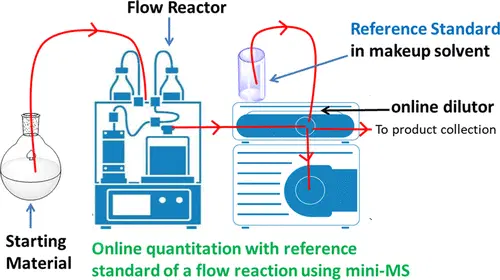 Flow Reactor
Reference Standard
in makeup solvent
online dilutor
To product collection
Starting
Material
Online quantitation with reference
standard of a flow reaction using mini-MS